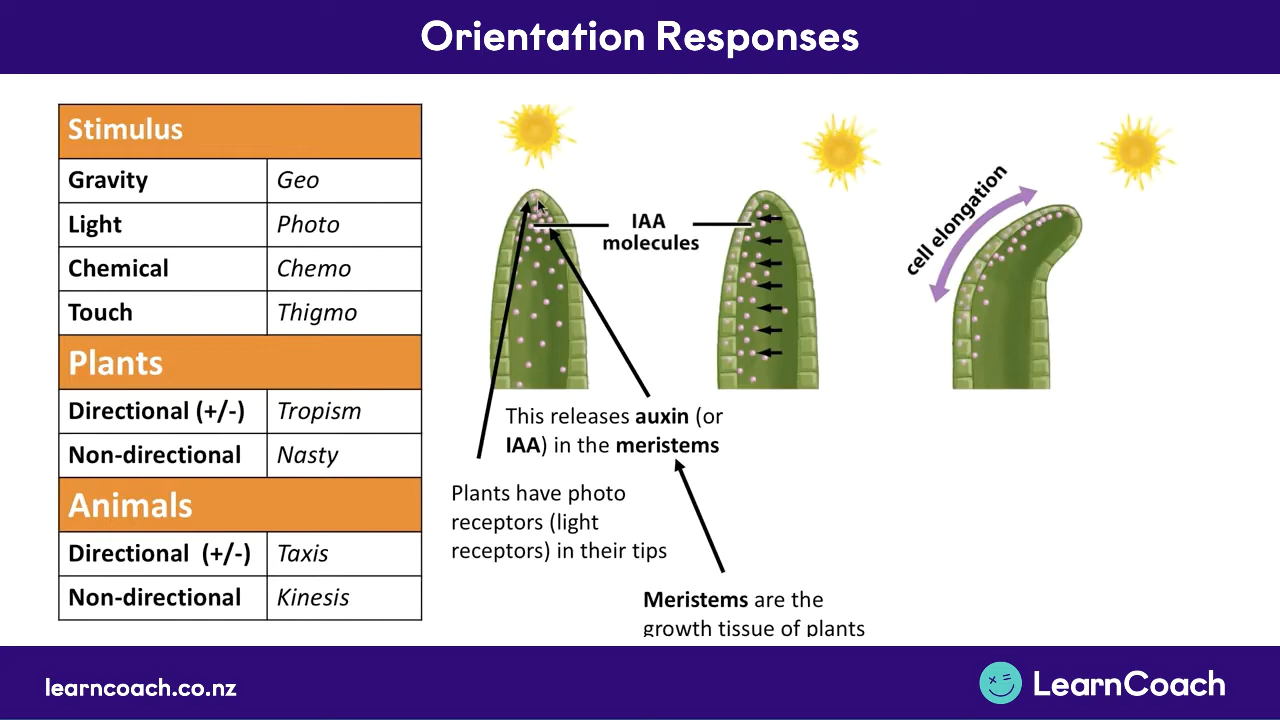 Orientation Responses
Stimulus
Gravity Geo
Light Photo
Chemical Chemo
Touch Thigmo
Plants
Directional (+/-) Tropism
Non-directional Nasty
Animals
Directional (+/-) Taxis
Non-directional Kinesis
IAA
molecules
cell elongation
This releases auxin (or
IAA) in the meristems
Plants have photo
receptors (light
receptors) in their tips
Meristems are the
growth tissue of plants
learncoach.co.nz
LearnCoach